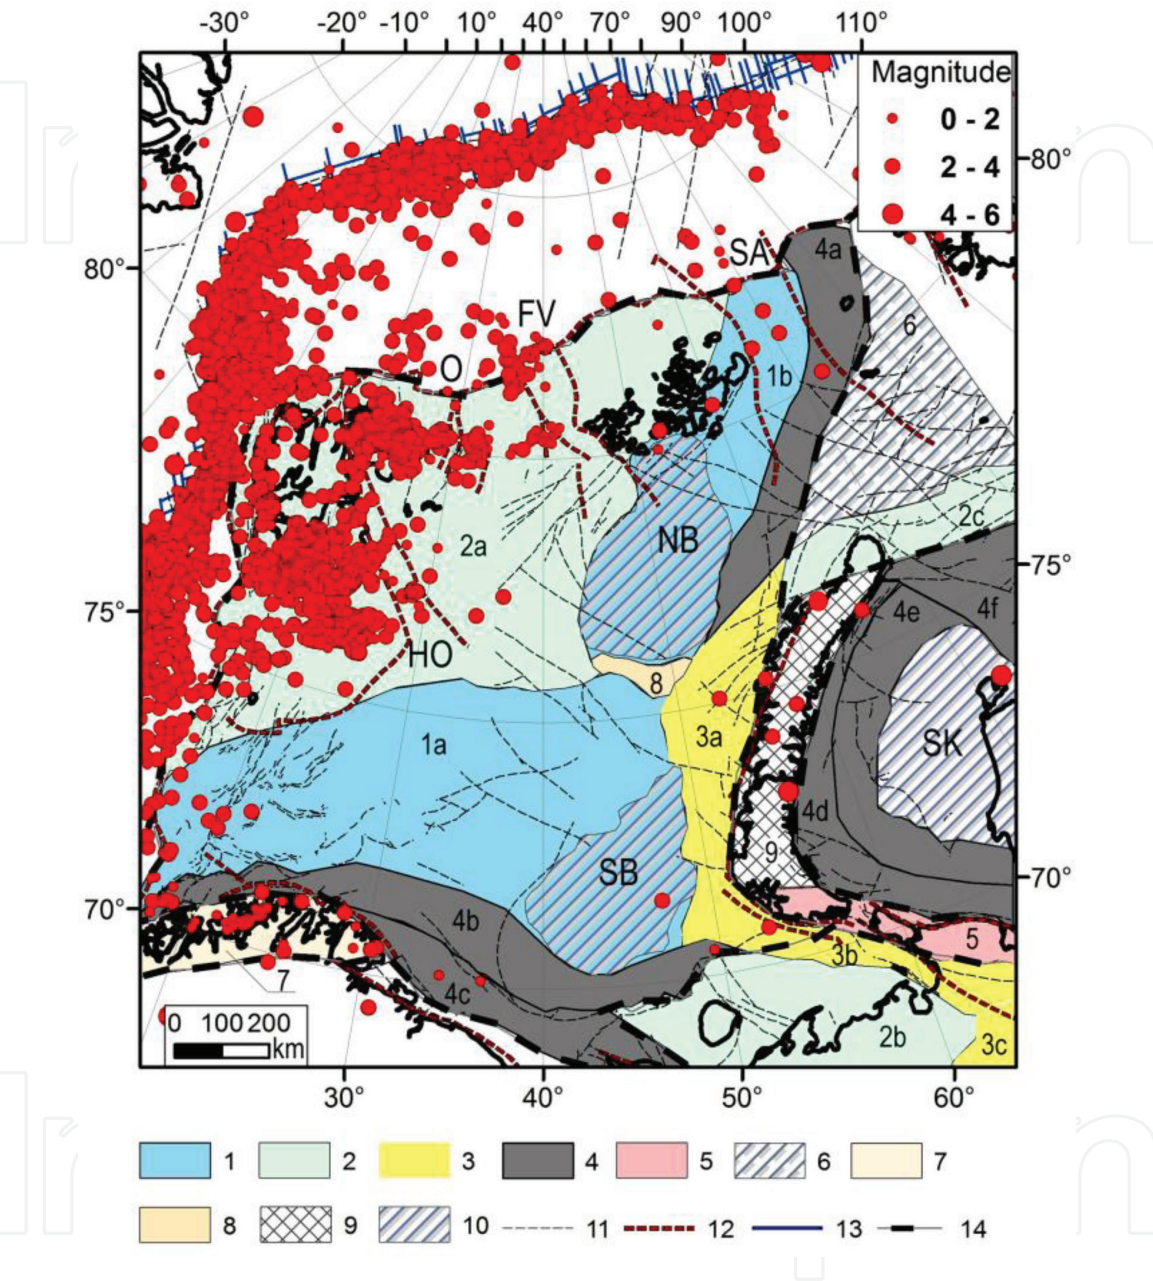 -30° -20° -10° 10° 40° 70° 90° 100° 110°
Magnitude
0 - 2
2 - 4
4 - 6
80°
80°
SA
4a
FV
6
O
1b
2c
NB
2a
75°
4e
4f
75°
HO
8
3a
SK
1a
4d
9
SB
70°
70°
4b
5
3b
7
4c
2b
3c
0 100 200
km
30° 40° 50° 60°
1 2 3 4 5 6 7
8 9 10 11 12 13 14